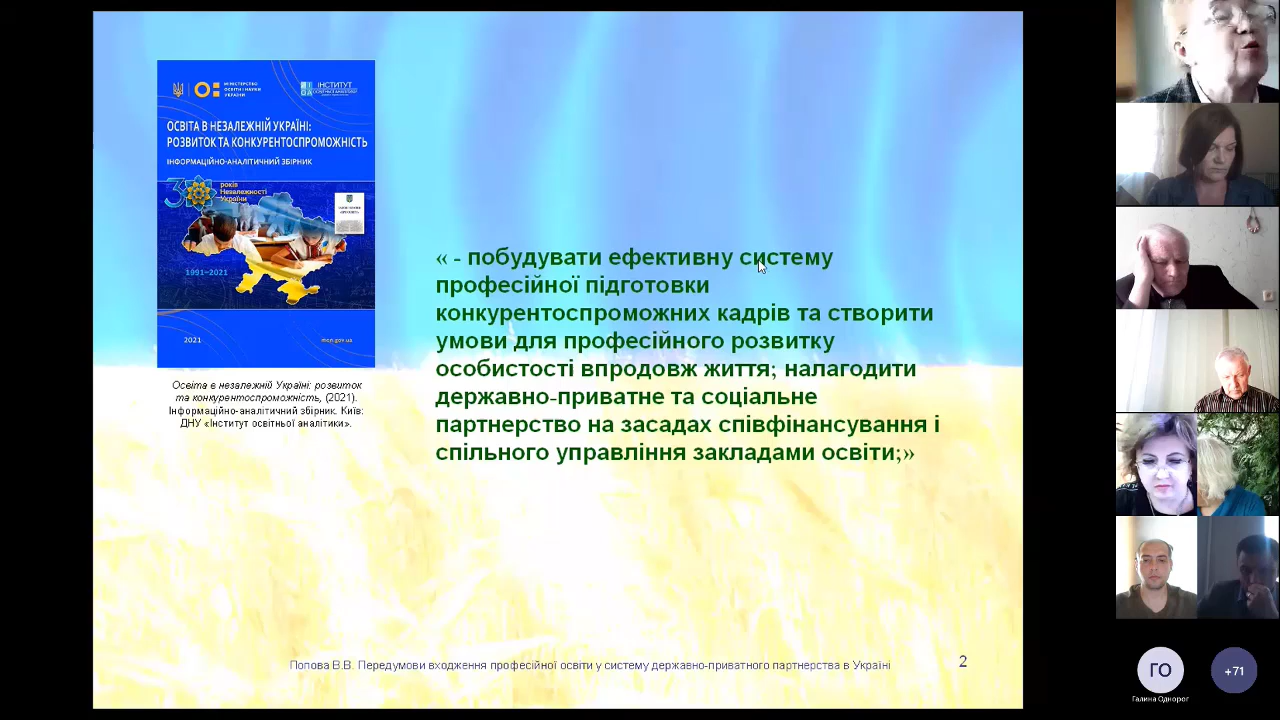 МІНІСТЕРСТВО
ОСВІТИ І НАУКИ
УКРАЇНИ
ІНСТИТУТ
ОСВІТНЬОЇ АНАЛІТИКИ
ОСВІТА В НЕЗАЛЕЖНІЙ УКРАЇНІ:
РОЗВИТОК ТА КОНКУРЕНТОСПРОМОЖНІСТЬ
ІНФОРМАЦІЙНО-АНАЛІТИЧНИЙ ЗБІРНИК
30 років
Незалежності
України
1991–2021
2021
mon.gov.ua
Освіта в незалежній Україні: розвиток
та конкурентоспроможність, (2021).
Інформаційно-аналітичний збірник. Київ:
ДНУ «Інститут освітньої аналітики».
« - побудувати ефективну систему
професійної підготовки
конкурентоспроможних кадрів та створити
умови для професійного розвитку
особистості впродовж життя; налагодити
державно-приватне та соціальне
партнерство на засадах співфінансування і
спільного управління закладами освіти;»
Попова В.В. Передумови входження професійної освіти у систему державно-приватного партнерства в Україні
2
ГО
+71
Галина Однорог